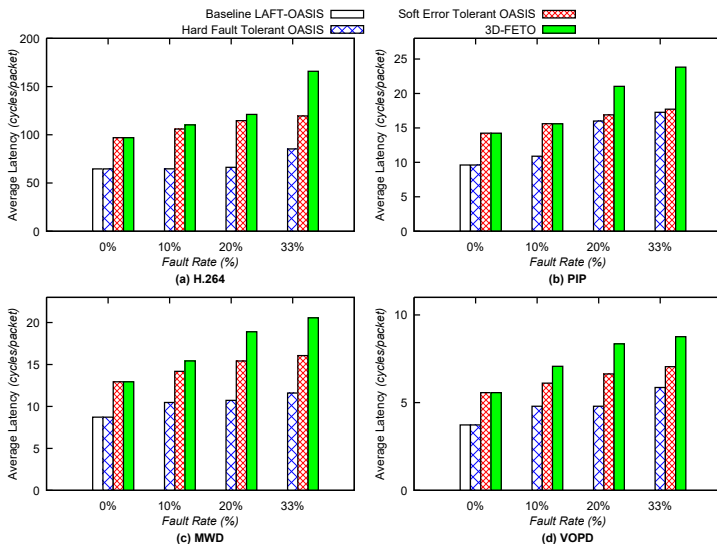 Baseline LAFT-OASIS
Hard Fault Tolerant OASIS
Soft Error Tolerant OASIS
3D-FETO
Average Latency (cycles/packet)
200
150
100
50
0
0% 10% 20% 33%
Fault Rate (%)
(a) H.264
Average Latency (cycles/packet)
25
20
15
10
5
0
0% 10% 20% 33%
Fault Rate (%)
(b) PIP
Average Latency (cycles/packet)
20
15
10
5
0
0% 10% 20% 33%
Fault Rate (%)
(c) MWD
Average Latency (cycles/packet)
10
5
0
0% 10% 20% 33%
Fault Rate (%)
(d) VOPD